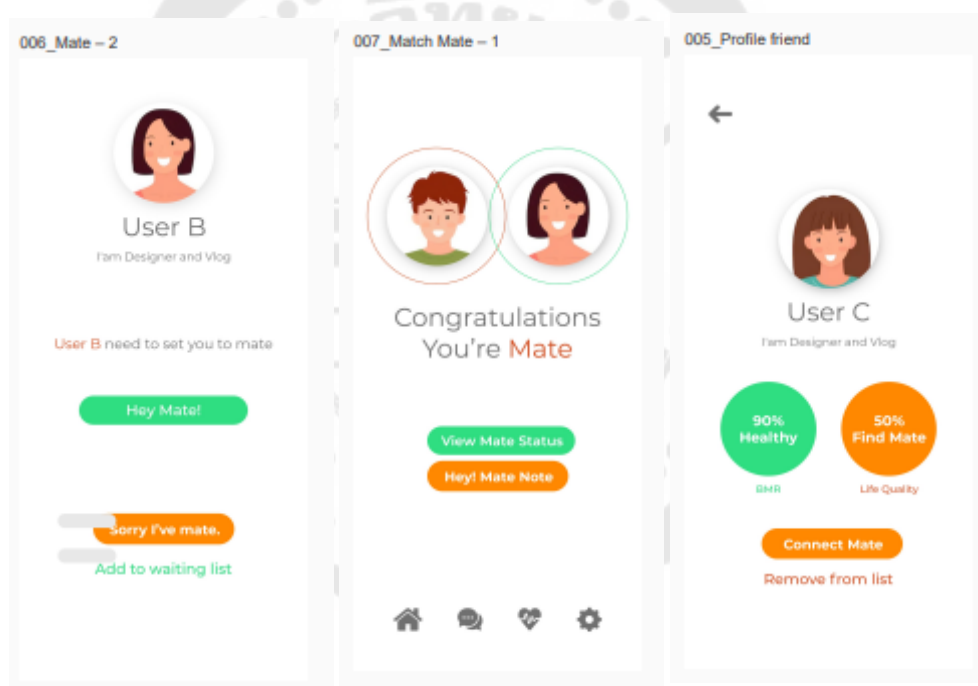 006_Mate – 2
User B
I'am Designer and Vlog
User B need to set you to mate
Hey Mate!
Sorry I've mate.
Add to waiting list
007_Match Mate – 1
Congratulations
You're Mate
View Mate Status
Hey! Mate Note
005_Profile friend
User C
I'am Designer and Vlog
90%
Healthy
BMR
50%
Find Mate
Life Quality
Connect Mate
Remove from list